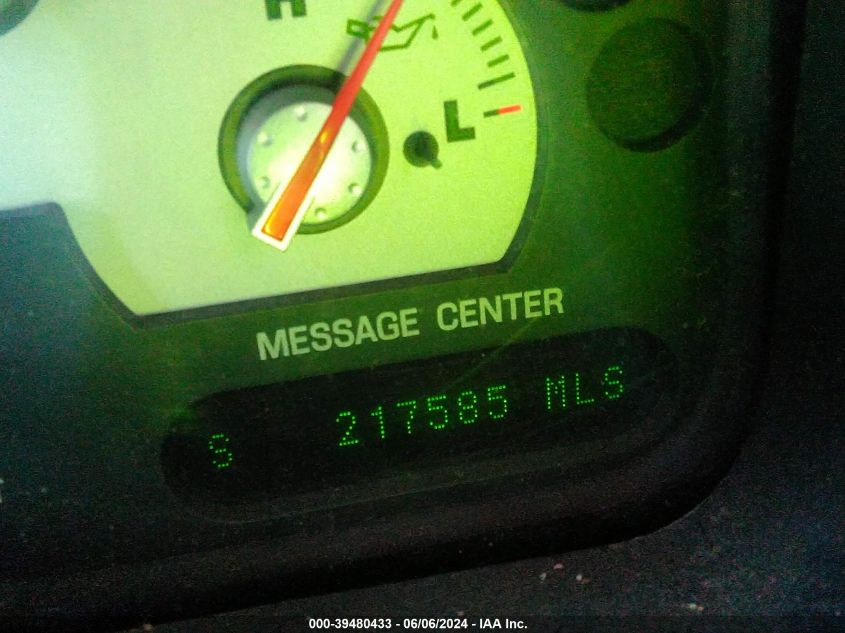 H
L
MESSAGE CENTER
S 217585 MLS
000-39480433 - 06/06/2024 - IAA Inc.